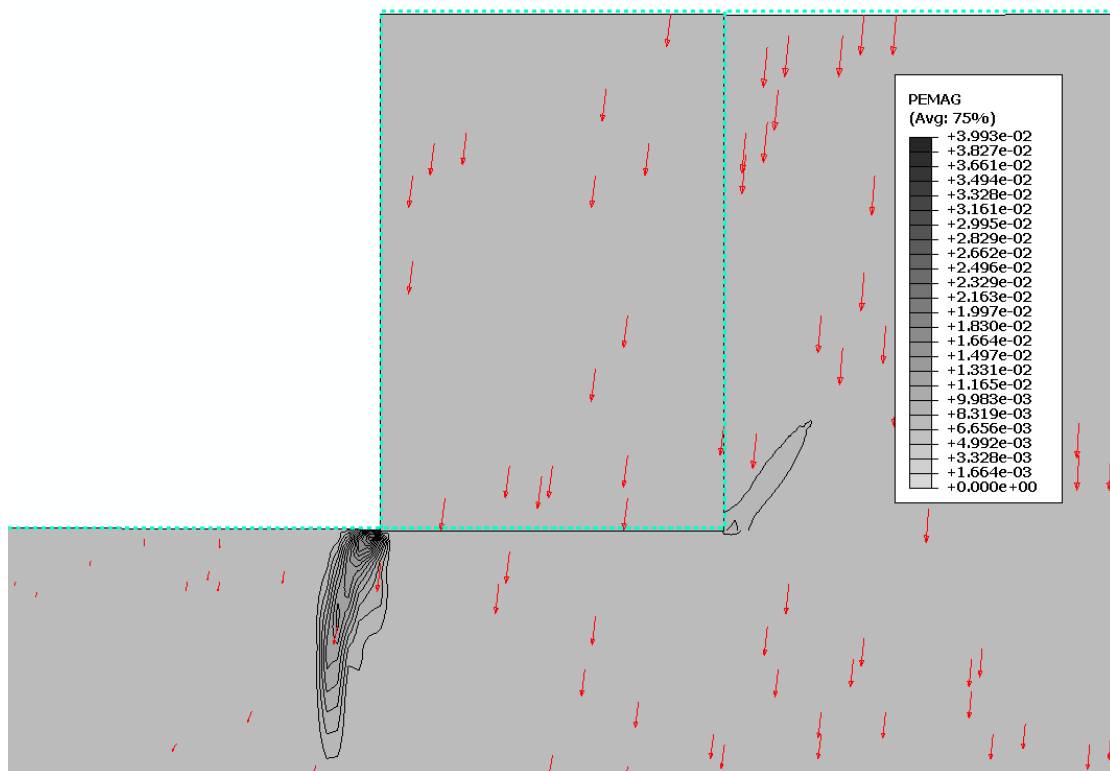 PEMAG
(Avg: 75%)
+3.993e-02
+3.827e-02
+3.661e-02
+3.494e-02
+3.328e-02
+3.161e-02
+2.995e-02
+2.829e-02
+2.662e-02
+2.496e-02
+2.329e-02
+2.163e-02
+1.997e-02
+1.830e-02
+1.664e-02
+1.497e-02
+1.331e-02
+1.165e-02
+9.983e-03
+8.319e-03
+6.656e-03
+4.992e-03
+3.328e-03
+1.664e-03
+0.000e+00